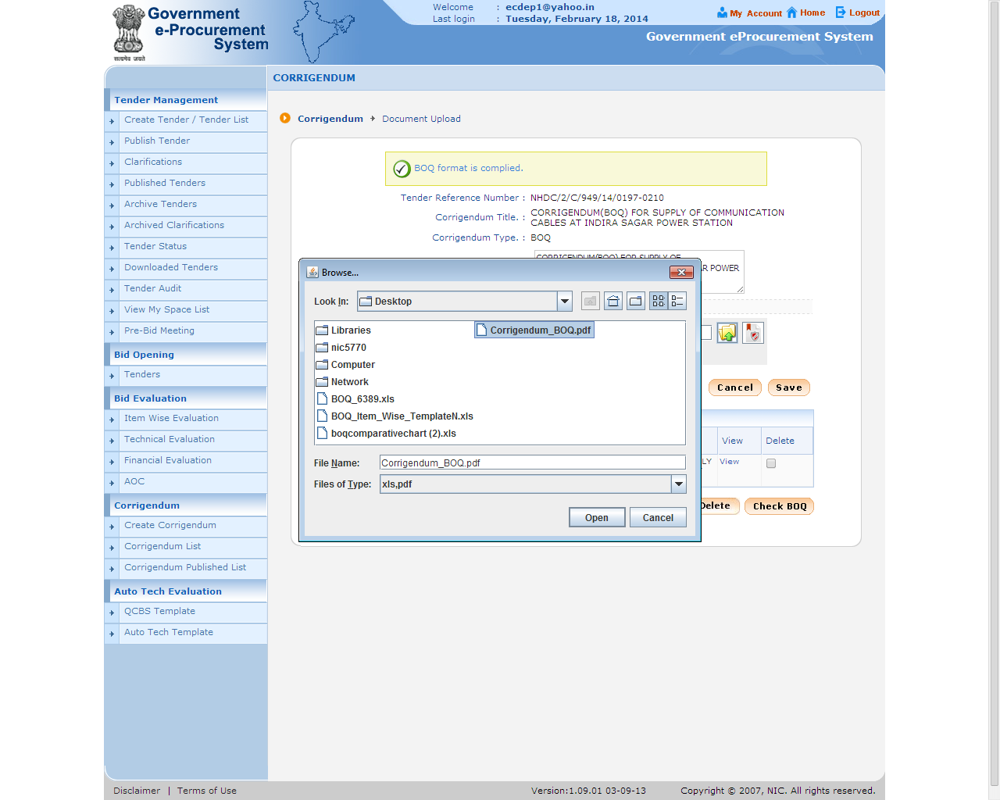 Government
e-Procurement
System
सत्यमेव जयते
Welcome : ecdep1@yahoo.in
Last login : Tuesday, February 18, 2014
My Account Home Logout
Government eProcurement System
CORRIGENDUM
Tender Management
Create Tender / Tender List
Publish Tender
Clarifications
Published Tenders
Archive Tenders
Archived Clarifications
Tender Status
Downloaded Tenders
Tender Audit
View My Space List
Pre-Bid Meeting
Bid Opening
Tenders
Bid Evaluation
Item Wise Evaluation
Technical Evaluation
Financial Evaluation
AOC
Corrigendum
Create Corrigendum
Corrigendum List
Corrigendum Published List
Auto Tech Evaluation
QCBS Template
Auto Tech Template
Corrigendum Document Upload
BOQ format is complied.
Tender Reference Number : NHDC/2/C/949/14/0197-0210
Corrigendum Title. : CORRIGENDUM(BOQ) FOR SUPPLY OF COMMUNICATION
CABLES AT INDIRA SAGAR POWER STATION
Corrigendum Type. : BOQ
CORRIGENDUM(BOQ) FOR SUPPLY OF
AR POWER
Browse...
Look In: Desktop
Libraries
nic5770
Computer
Network
BOQ_6389.xls
BOQ_Item_Wise_TemplateN.xls
boqcomparativechart (2).xls
Corrigendum_BOQ.pdf
File Name: Corrigendum_BOQ.pdf
Files of Type: xls,pdf
Open Cancel
Cancel Save
View Delete
LY View
Delete Check BOQ
Disclaimer | Terms of Use
Version:1.09.01 03-09-13
Copyright © 2007, NIC. All rights reserved.